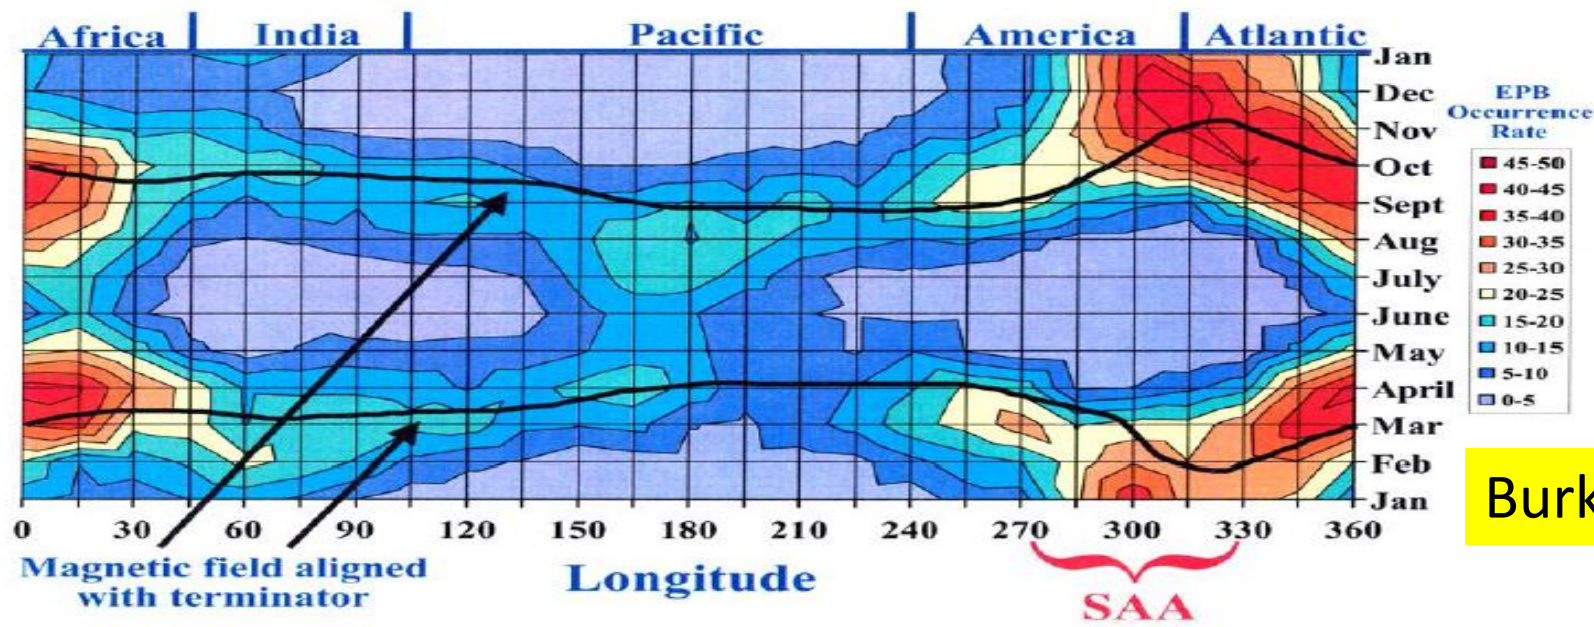 Africa India Pacific America Atlantic
Jan
Dec
Nov
Oct
Sept
Aug
July
June
May
April
Mar
Feb
Jan
EPB
Occurrence
Rate
45-50
40-45
35-40
30-35
25-30
20-25
15-20
10-15
5-10
0-5
0 30 60 90 120 150 180 210 240 270 300 330 360
Magnetic field aligned
with terminator
Longitude
SAA
Burk